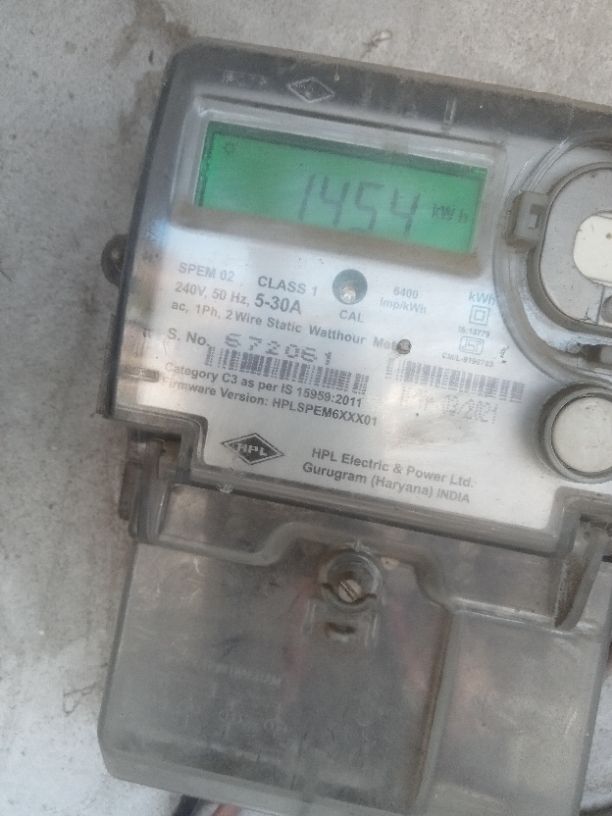 1454 kWh
SPEM 02 CLASS 1 6400 kWh
240V, 50 Hz, 5-30A CAL Imp/kWh
ac, 1Ph, 2 Wire Static Watthour
S. No. 672061
Category C3 as per IS 15959:2011
Firmware Version: HPLSPEM6XXX01
HPL
HPL Electric & Power Ltd.
Gurugram (Haryana) INDIA